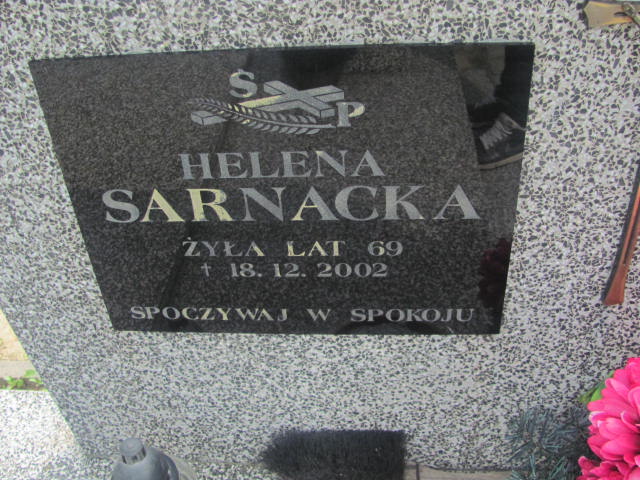 S P
HELENA
SARNACKA
ŻYŁA LAT 69
† 18. 12. 2002
SPOCZYWAJ W SPOKOJU